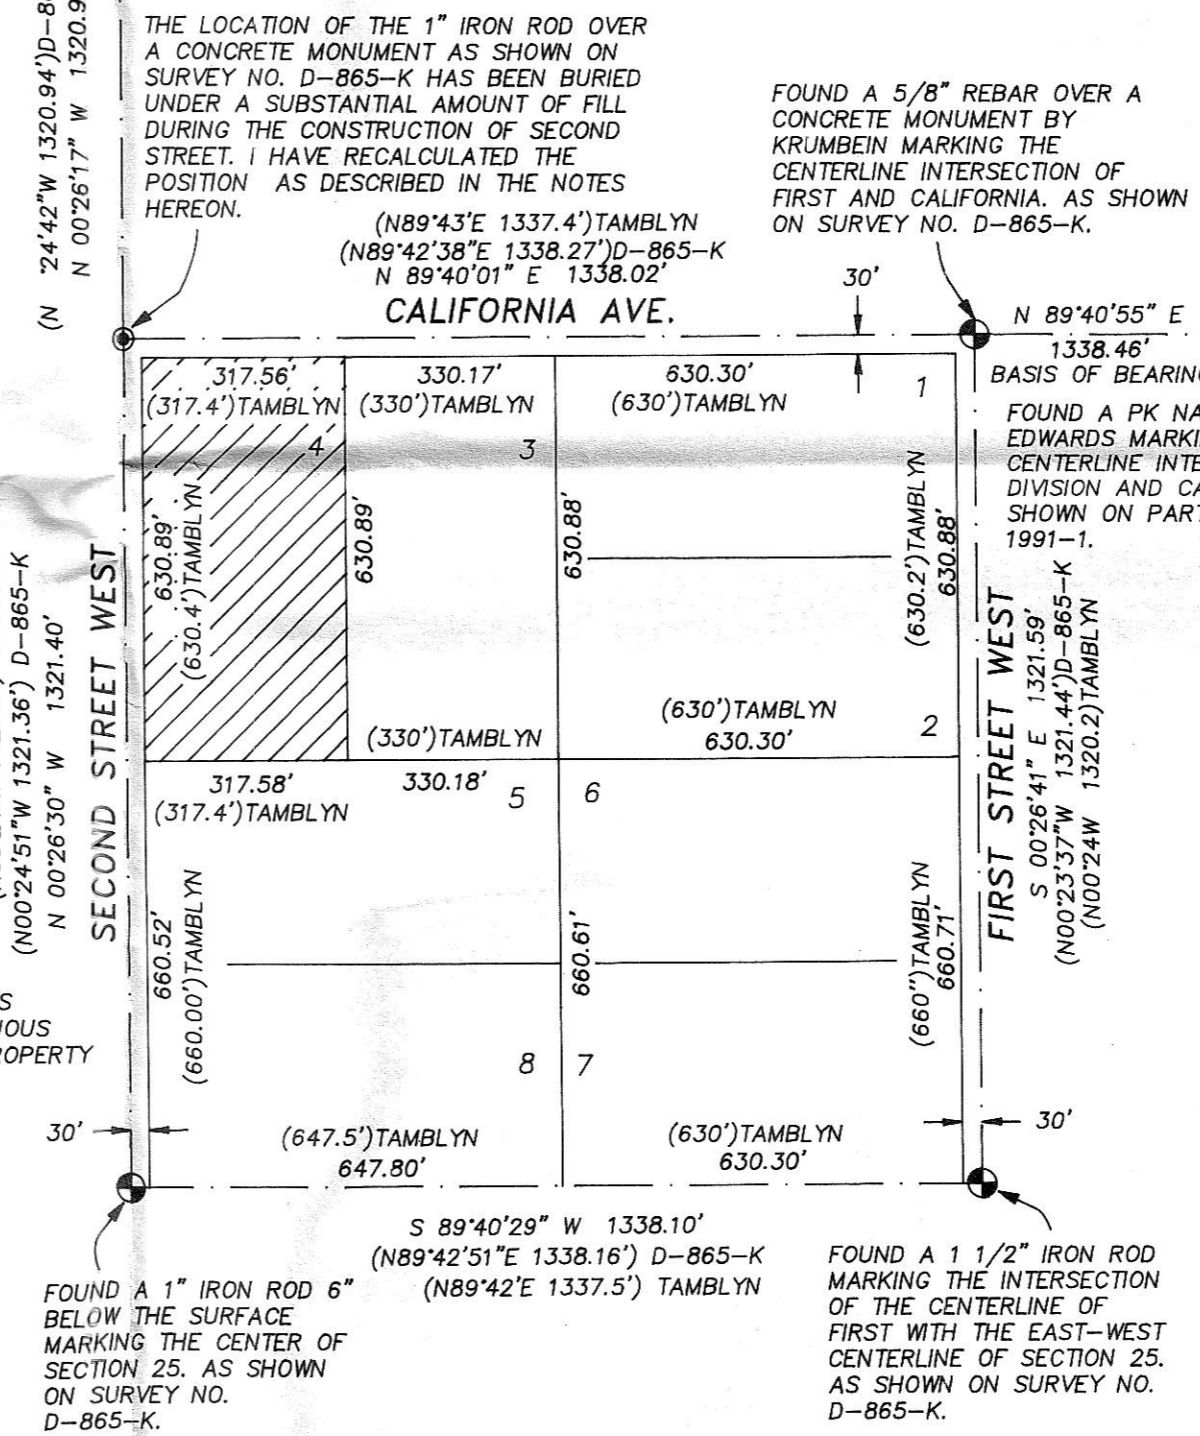 (N °24'42"W 1320.94')D-8
N 00°26'17" W 1320.9
THE LOCATION OF THE 1" IRON ROD OVER
A CONCRETE MONUMENT AS SHOWN ON
SURVEY NO. D-865-K HAS BEEN BURIED
UNDER A SUBSTANTIAL AMOUNT OF FILL
DURING THE CONSTRUCTION OF SECOND
STREET. I HAVE RECALCULATED THE
POSITION AS DESCRIBED IN THE NOTES
HEREON.
FOUND A 5/8" REBAR OVER A
CONCRETE MONUMENT BY
KRUMBEIN MARKING THE
CENTERLINE INTERSECTION OF
FIRST AND CALIFORNIA. AS SHOWN
ON SURVEY NO. D-865-K.
(N89°43'E 1337.4')TAMBLYN
(N89°42'38"E 1338.27')D-865-K
N 89°40'01" E 1338.02'
CALIFORNIA AVE.
30'
N 89°40'55" E
1338.46'
BASIS OF BEARING
317.56'
(317.4')TAMBLYN
330.17'
(330')TAMBLYN
630.30'
(630')TAMBLYN
1
4
3
FOUND A PK NA
EDWARDS MARKI
CENTERLINE INTE
DIVISION AND CA
SHOWN ON PART
1991-1.
630.89'
(630.4')TAMBLYN
630.89'
630.88'
(630.2')TAMBLYN
630.88'
(N00°24'51"W 1321.36') D-865-K
N 00°26'30" W 1321.40'
SECOND STREET WEST
FIRST STREET WEST
S 00°26'41" E 1321.59'
(N00°23'37"W 1321.44')D-865-K
(N00°24W 1320.2)TAMBLYN
(330')TAMBLYN
(630')TAMBLYN
630.30'
2
317.58'
(317.4')TAMBLYN
330.18'
5
6
660.52'
(660.00')TAMBLYN
660.61'
(660")TAMBLYN
660.71'
S
IOUS
OPERTY
8
7
30'
(647.5')TAMBLYN
647.80'
(630')TAMBLYN
630.30'
30'
S 89°40'29" W 1338.10'
(N89°42'51"E 1338.16') D-865-K
(N89°42'E 1337.5') TAMBLYN
FOUND A 1" IRON ROD 6"
BELOW THE SURFACE
MARKING THE CENTER OF
SECTION 25. AS SHOWN
ON SURVEY NO.
D-865-K.
FOUND A 1 1/2" IRON ROD
MARKING THE INTERSECTION
OF THE CENTERLINE OF
FIRST WITH THE EAST-WEST
CENTERLINE OF SECTION 25.
AS SHOWN ON SURVEY NO.
D-865-K.